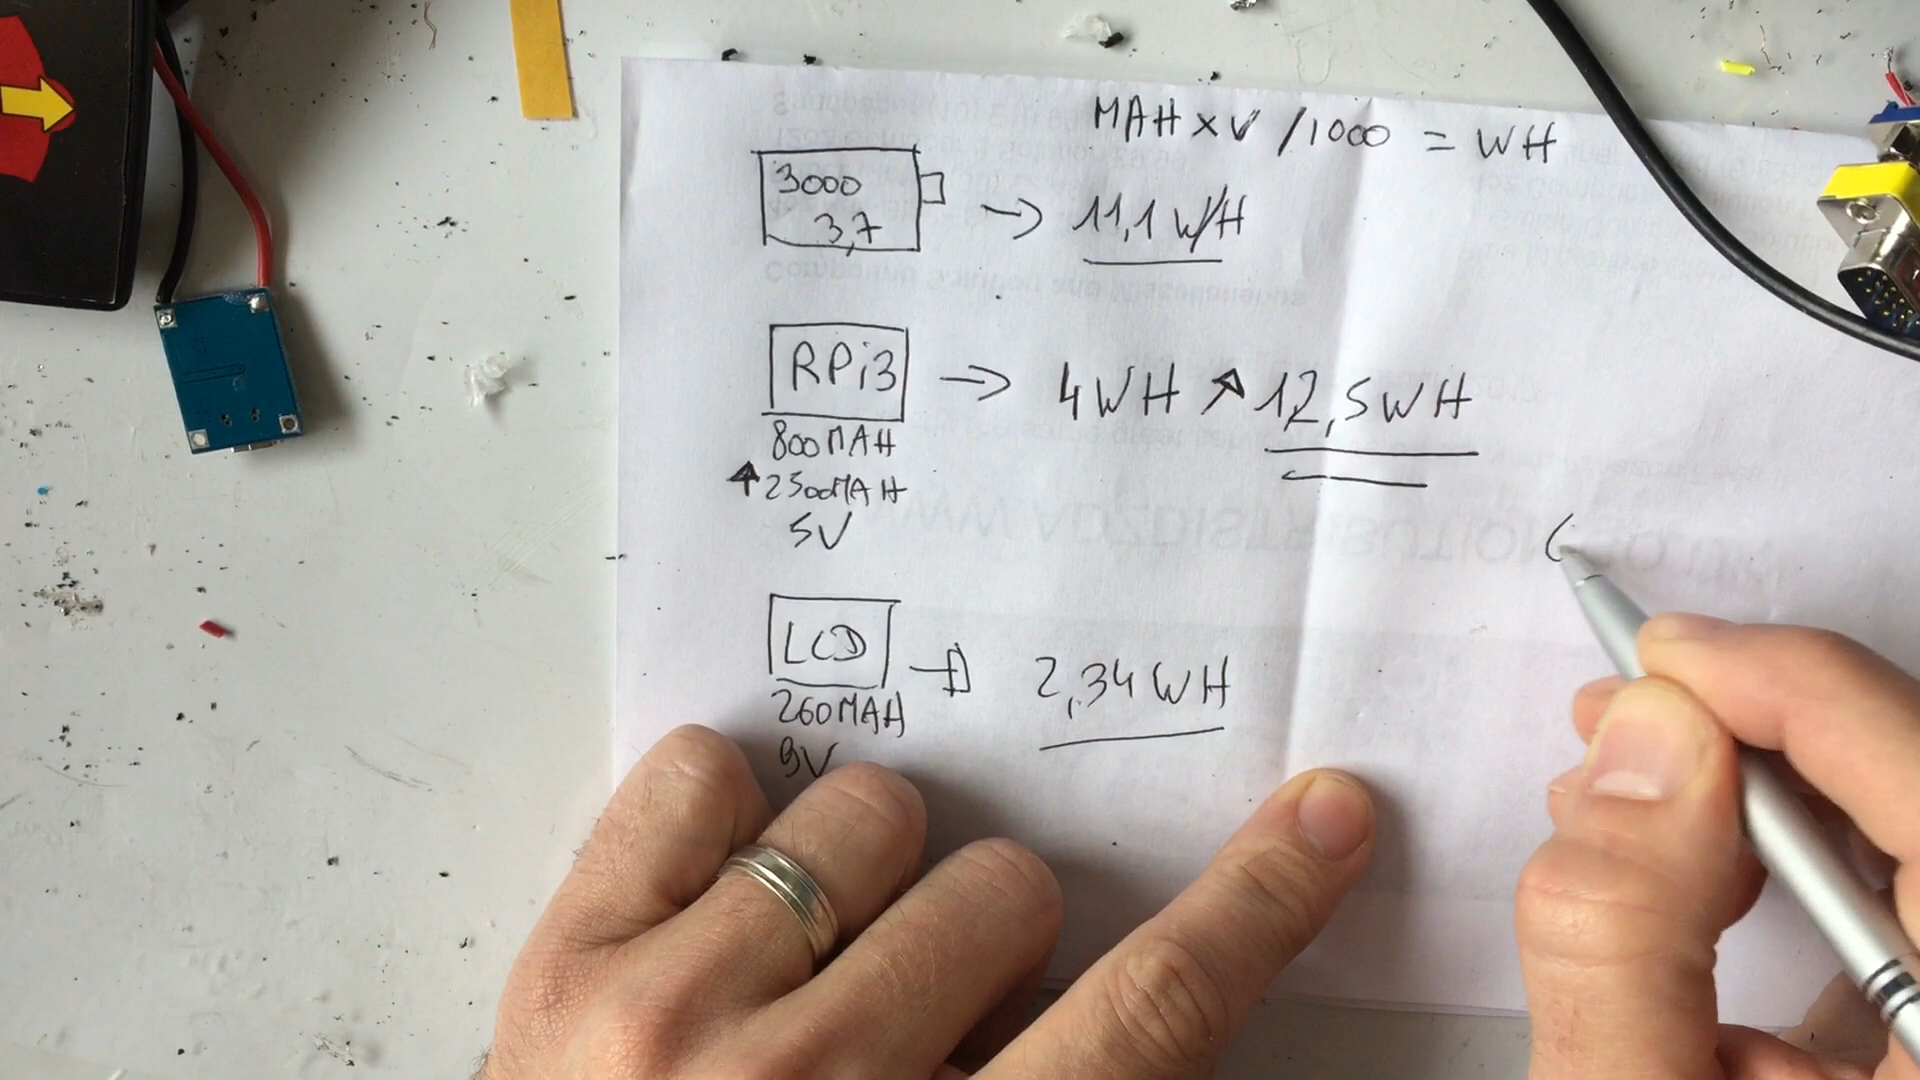 MAH x V / 1000 = WH
3000
3,7
→ 11,1 W/H
RPi3 → 4WH ↗ 12,5WH
800MAH
↑ 2500MAH
5V
LCD → 2,34 WH
260MAH
9V
(